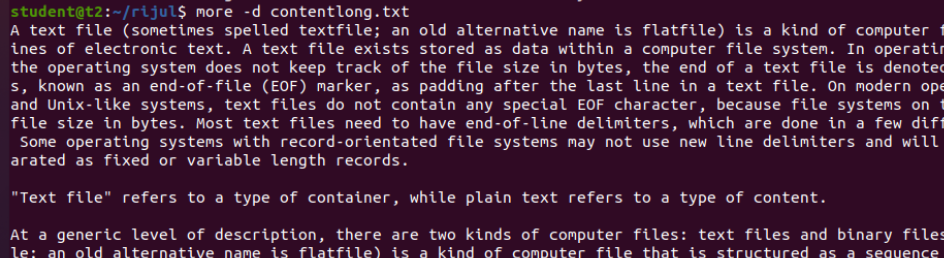 student@t2:~/rijul$ more -d contentlong.txt
A text file (sometimes spelled textfile; an old alternative name is flatfile) is a kind of computer f
ines of electronic text. A text file exists stored as data within a computer file system. In operatin
the operating system does not keep track of the file size in bytes, the end of a text file is denoted
s, known as an end-of-file (EOF) marker, as padding after the last line in a text file. On modern ope
and Unix-like systems, text files do not contain any special EOF character, because file systems on t
file size in bytes. Most text files need to have end-of-line delimiters, which are done in a few diff
Some operating systems with record-orientated file systems may not use new line delimiters and will
arated as fixed or variable length records.

"Text file" refers to a type of container, while plain text refers to a type of content.

At a generic level of description, there are two kinds of computer files: text files and binary files
le; an old alternative name is flatfile) is a kind of computer file that is structured as a sequence